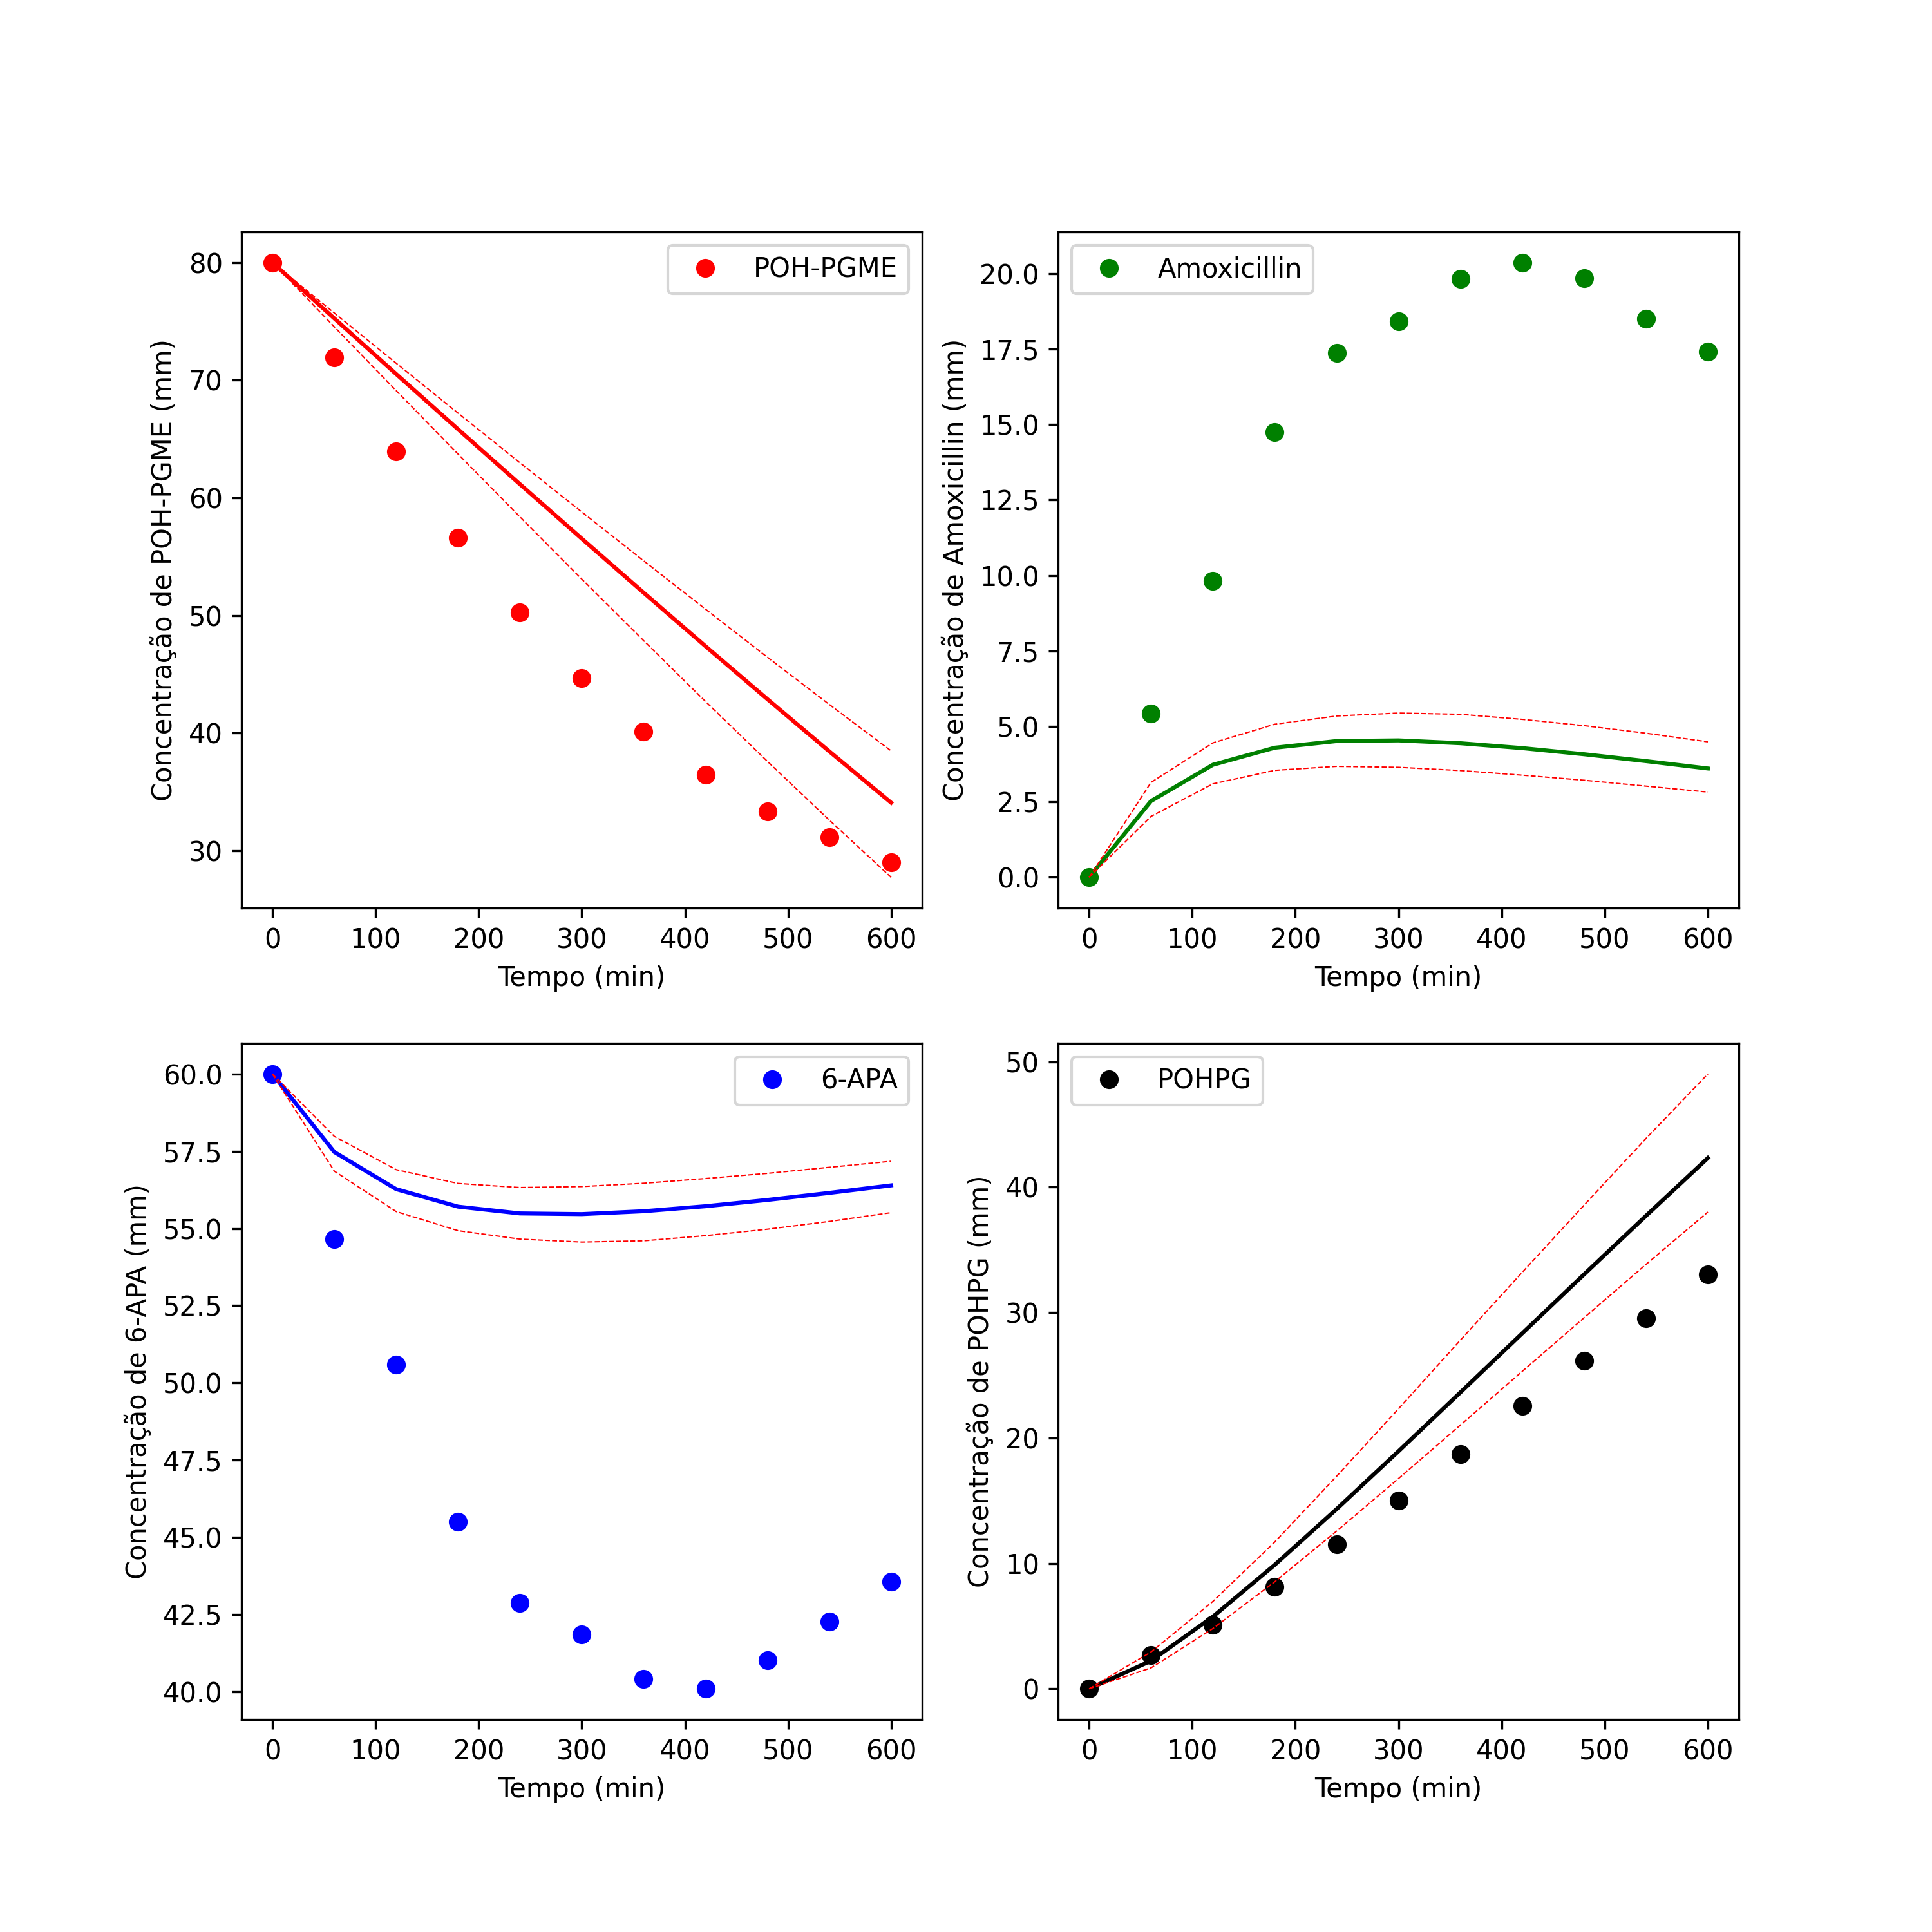 POH-PGME
Concentração de POH-PGME (mm)
80
70
60
50
40
30
0 100 200 300 400 500 600
Tempo (min)
Amoxicillin
Concentração de Amoxicillin (mm)
20.0
17.5
15.0
12.5
10.0
7.5
5.0
2.5
0.0
0 100 200 300 400 500 600
Tempo (min)
6-APA
Concentração de 6-APA (mm)
60.0
57.5
55.0
52.5
50.0
47.5
45.0
42.5
40.0
0 100 200 300 400 500 600
Tempo (min)
POHPG
Concentração de POHPG (mm)
50
40
30
20
10
0
0 100 200 300 400 500 600
Tempo (min)